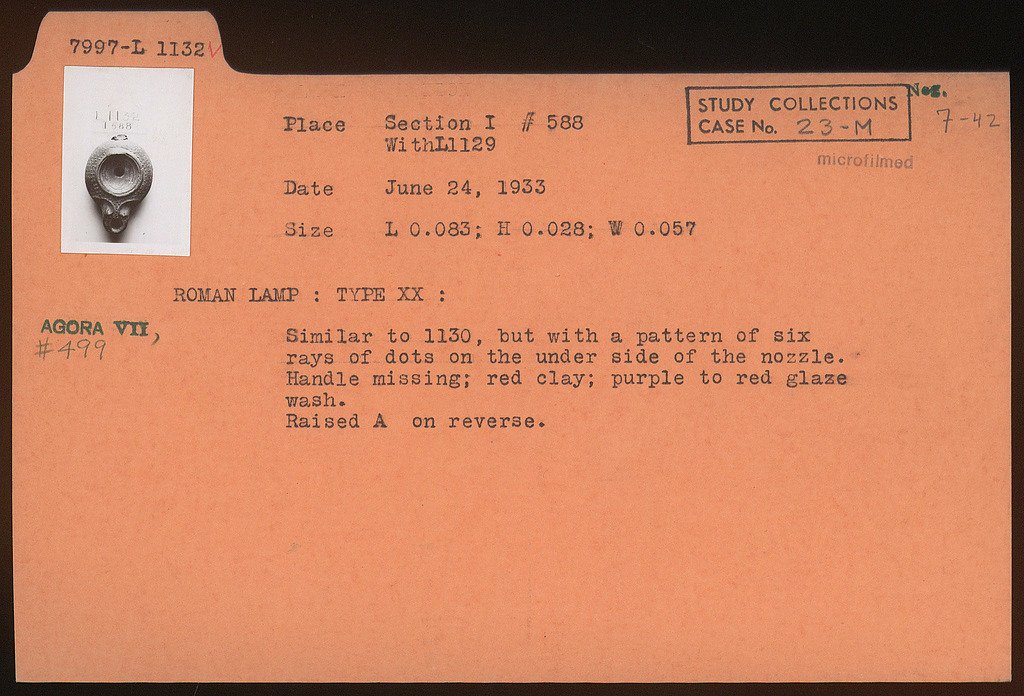 7997-L 1132
Place Section I # 588
WithL1129
Date June 24, 1933
Size L 0.083; H 0.028; W 0.057
STUDY COLLECTIONS
CASE No. 23-M
Neg.
7-42
microfilmed
ROMAN LAMP : TYPE XX :
AGORA VII,
#499
Similar to 1130, but with a pattern of six
rays of dots on the under side of the nozzle.
Handle missing; red clay; purple to red glaze
wash.
Raised A on reverse.